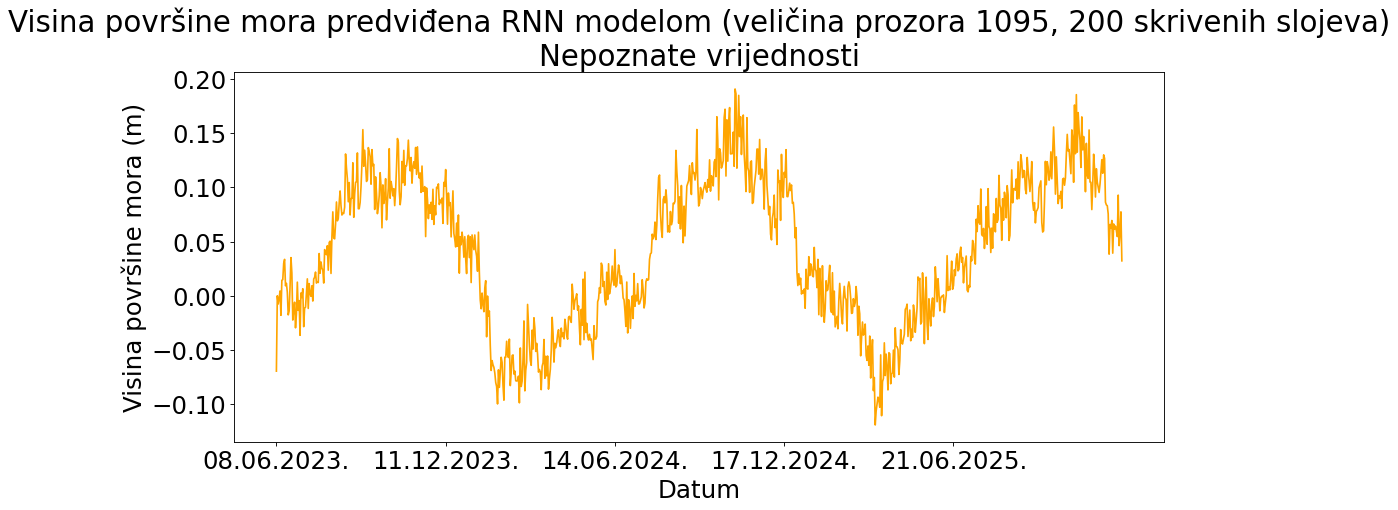 Visina površine mora predviđena RNN modelom (veličina prozora 1095, 200 skrivenih slojeva)
Nepoznate vrijednosti
Visina površine mora (m)
0.20
0.15
0.10
0.05
0.00
−0.05
−0.10
08.06.2023. 11.12.2023. 14.06.2024. 17.12.2024. 21.06.2025.
Datum